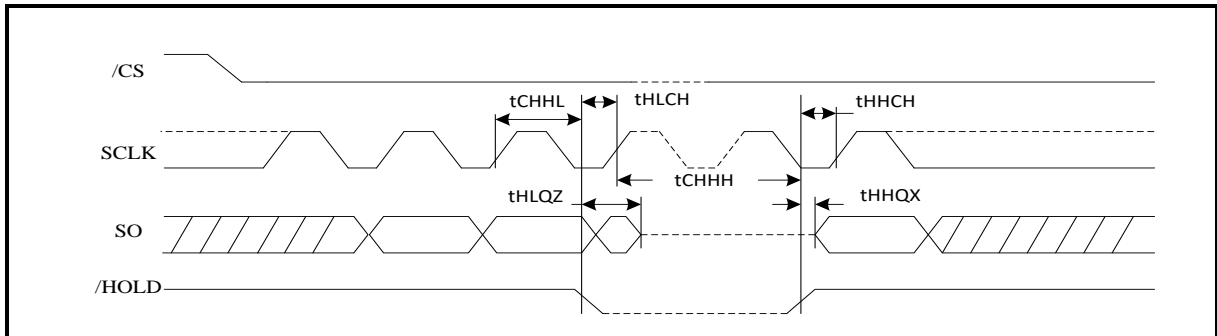 /CS
tCHHL
tHLCH
tHHCH
SCLK
tCHHH
tHLQZ
tHHQX
SO
/HOLD